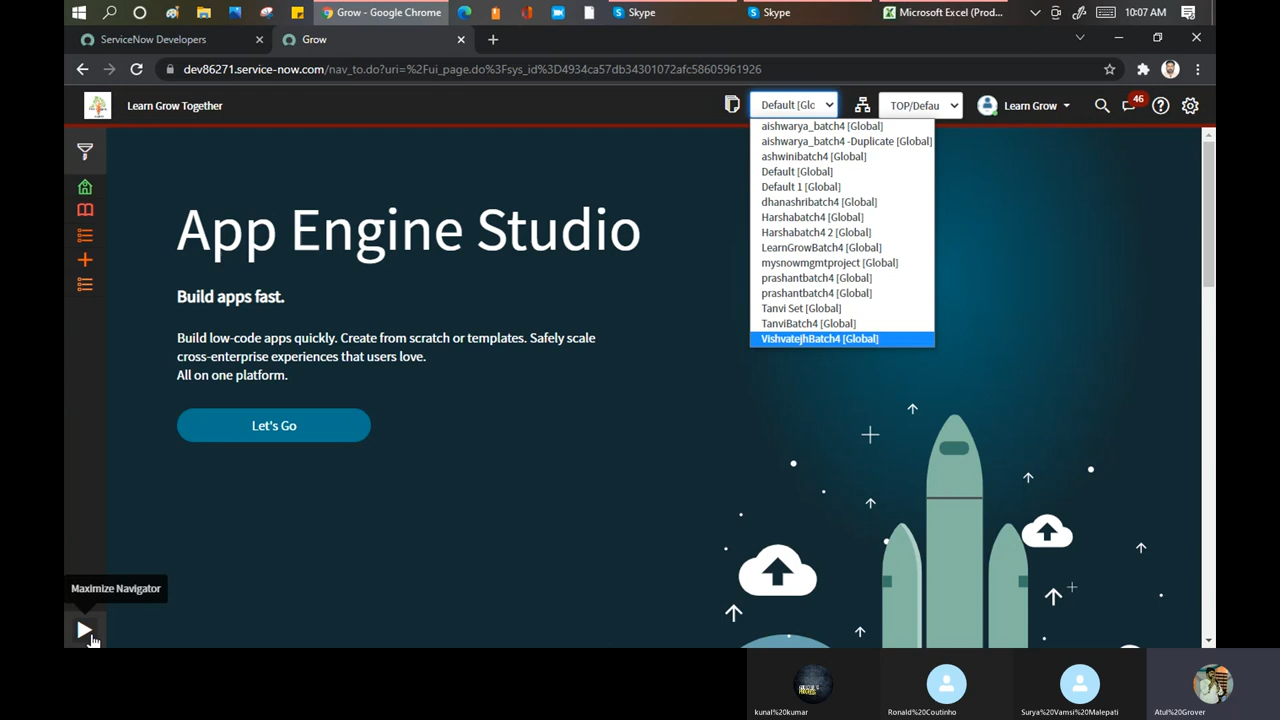 Grow - Google Chrome
Skype
Skype
Microsoft Excel (Prod...
10:07 AM
ServiceNow Developers
Grow
dev86271.service-now.com/nav_to.do?uri=%2Fui_page.do%3Fsys_id%3D4934ca57db34301072afc58605961926
Learn Grow Together
Default [Glc
TOP/Defau
Learn Grow
46
aishwarya_batch4 [Global]
aishwarya_batch4 -Duplicate [Global]
ashwinibatch4 [Global]
Default [Global]
Default 1 [Global]
dhanashribatch4 [Global]
Harshabatch4 [Global]
Harshabatch4 2 [Global]
LearnGrowBatch4 [Global]
mysnowmgmtproject [Global]
prashantbatch4 [Global]
prashantbatch4 [Global]
Tanvi Set [Global]
TanviBatch4 [Global]
VishvatejhBatch4 [Global]
App Engine Studio
Build apps fast.
Build low-code apps quickly. Create from scratch or templates. Safely scale
cross-enterprise experiences that users love.
All on one platform.
Let's Go
Maximize Navigator
kunal%20kumar
Ronald%20Coutinho
Surya%20Vamsi%20Malepati
Atul%20Grover